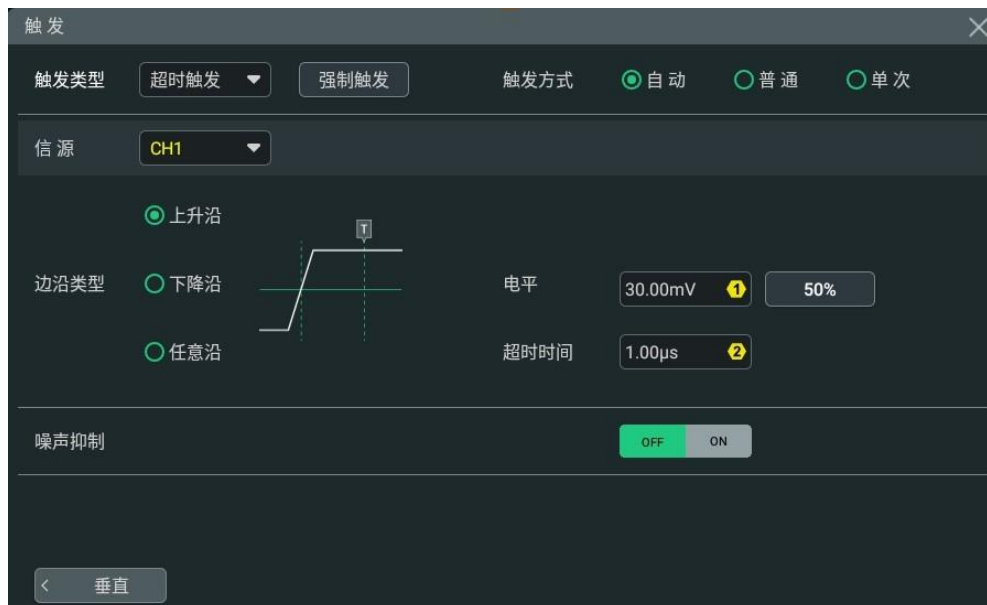 触发
触发类型 超时触发 强制触发 触发方式 自动 普通 单次
信源 CH1
上升沿
T
边沿类型 下降沿 电平 30.00mV 1 50%
任意沿 超时时间 1.00μs 2
噪声抑制 OFF ON
< 垂直